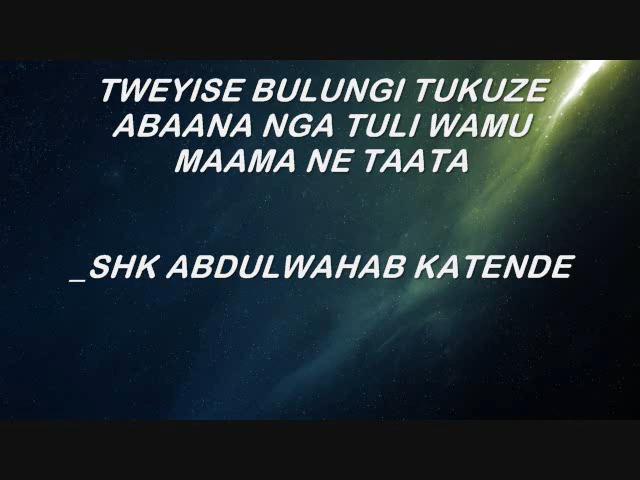 TWEYISE BULUNGI TUKUZE
ABAANA NGA TULI WAMU
MAAMA NE TAATA
_SHK ABDULWAHAB KATENDE